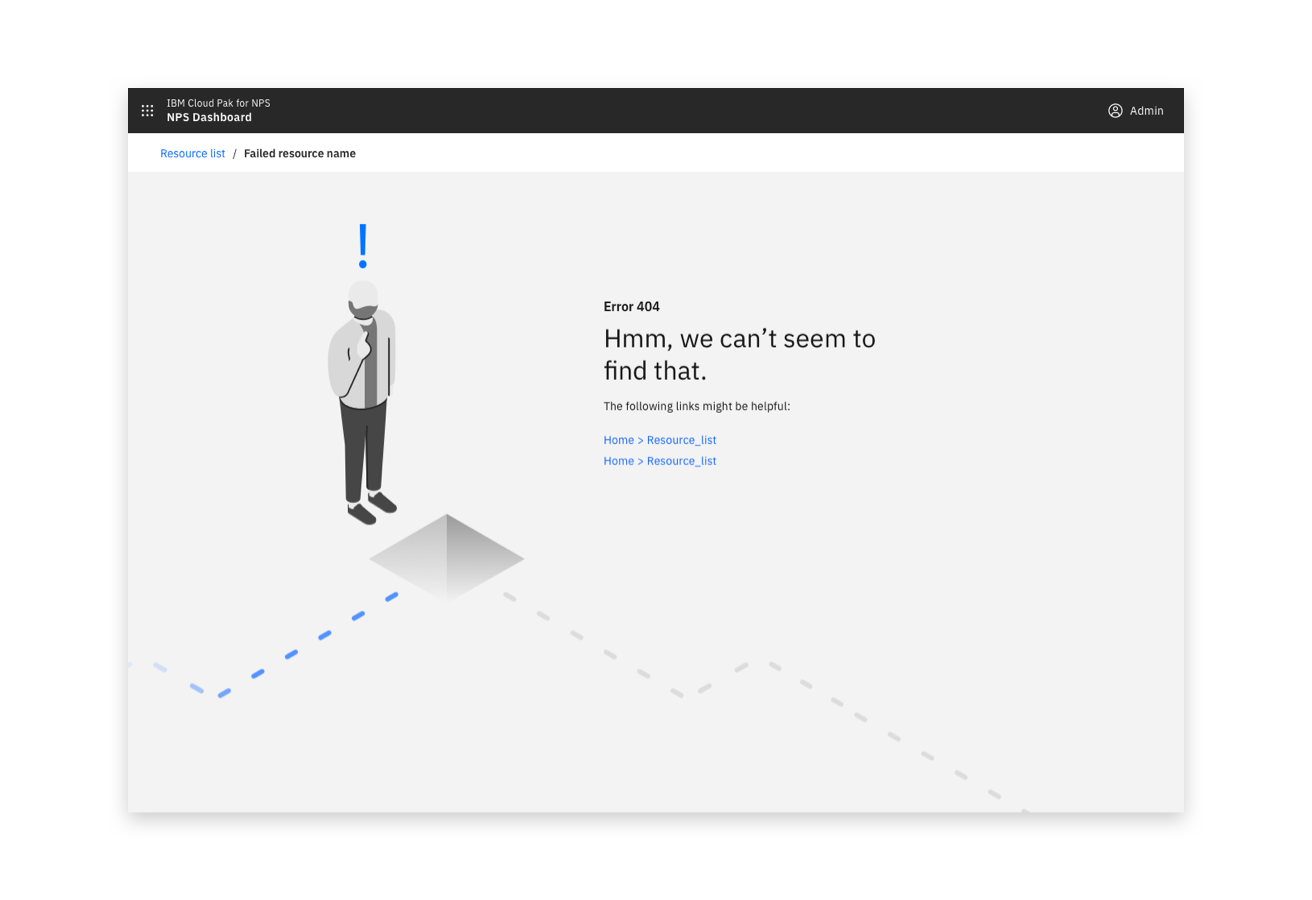 IBM Cloud Pak for NPS
NPS Dashboard
Admin
Resource list / Failed resource name
!
Error 404
Hmm, we can’t seem to
find that.
The following links might be helpful:
Home > Resource_list
Home > Resource_list